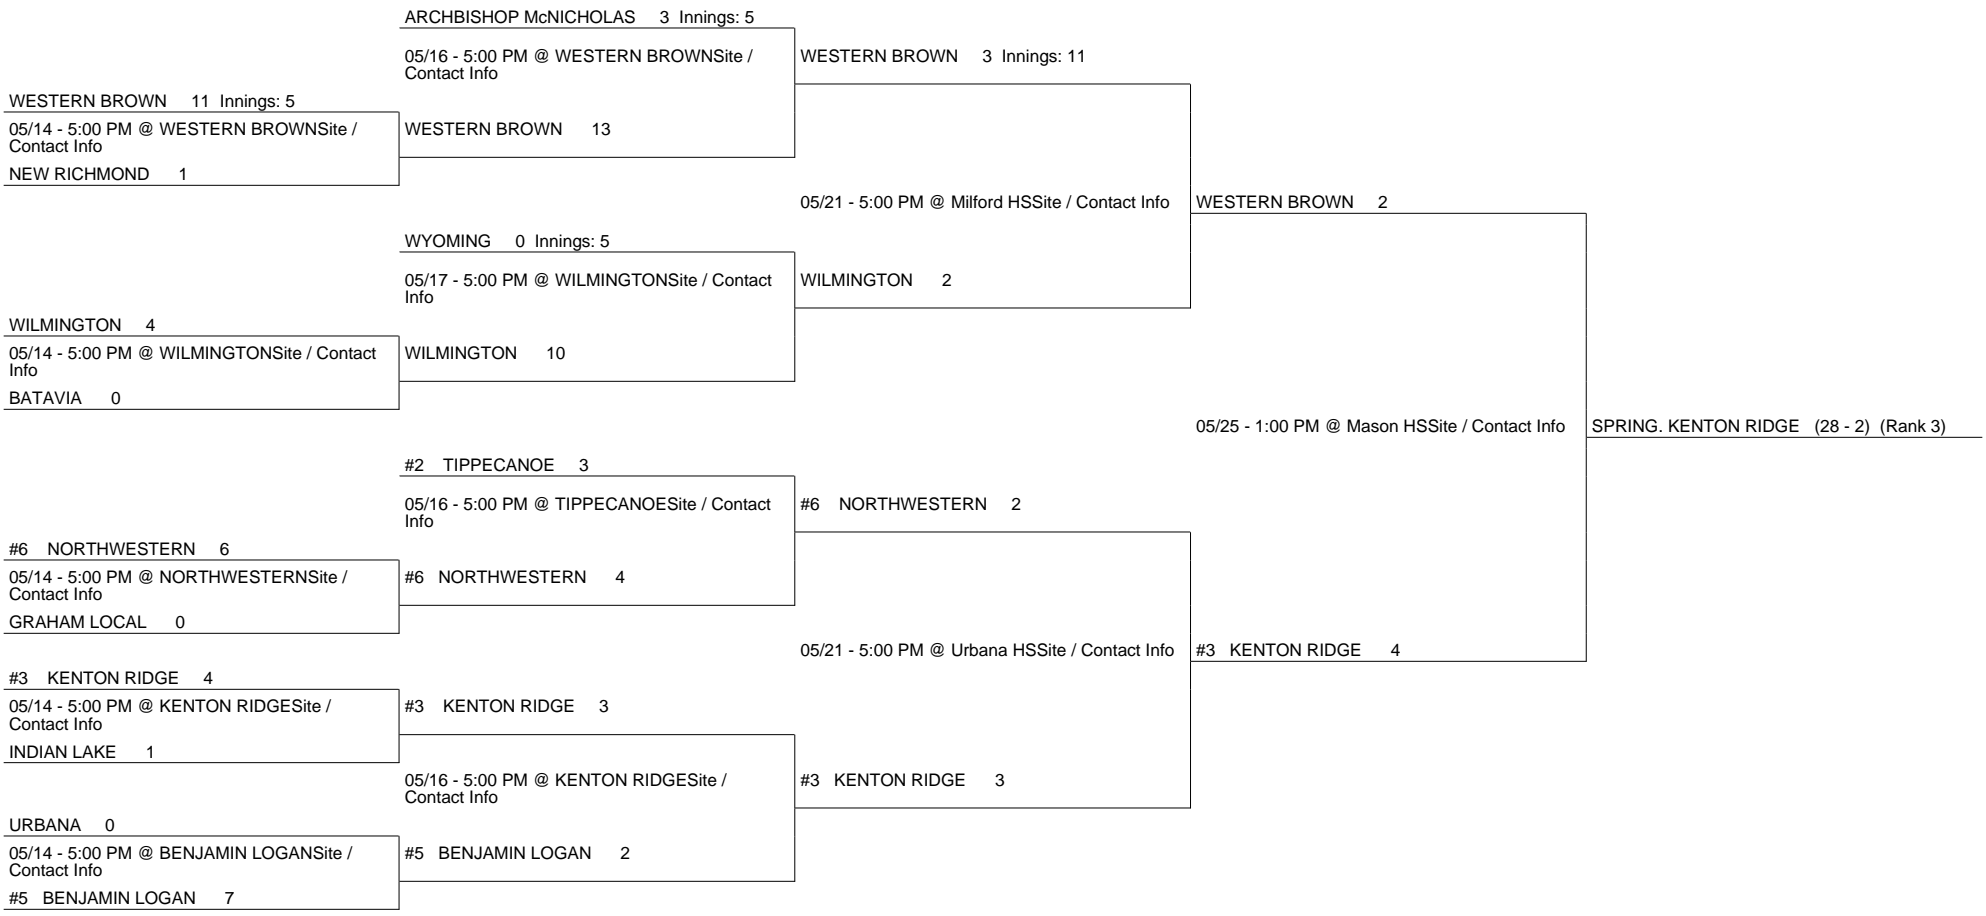 ARCHBISHOP McNICHOLAS 3 Innings: 5
05/16 - 5:00 PM @ WESTERN BROWNSite /
Contact Info
WESTERN BROWN 3 Innings: 11
WESTERN BROWN 11 Innings: 5
05/14 - 5:00 PM @ WESTERN BROWNSite /
Contact Info
WESTERN BROWN 13
NEW RICHMOND 1
05/21 - 5:00 PM @ Milford HSSite / Contact Info
WESTERN BROWN 2
WYOMING 0 Innings: 5
05/17 - 5:00 PM @ WILMINGTONSite / Contact
Info
WILMINGTON 2
WILMINGTON 4
05/14 - 5:00 PM @ WILMINGTONSite / Contact
Info
WILMINGTON 10
BATAVIA 0
05/25 - 1:00 PM @ Mason HSSite / Contact Info
SPRING. KENTON RIDGE (28 - 2) (Rank 3)
#2 TIPPECANOE 3
05/16 - 5:00 PM @ TIPPECANOESite / Contact
Info
#6 NORTHWESTERN 2
#6 NORTHWESTERN 6
05/14 - 5:00 PM @ NORTHWESTERNSite /
Contact Info
#6 NORTHWESTERN 4
GRAHAM LOCAL 0
05/21 - 5:00 PM @ Urbana HSSite / Contact Info
#3 KENTON RIDGE 4
#3 KENTON RIDGE 4
05/14 - 5:00 PM @ KENTON RIDGESite /
Contact Info
#3 KENTON RIDGE 3
INDIAN LAKE 1
05/16 - 5:00 PM @ KENTON RIDGESite /
Contact Info
#3 KENTON RIDGE 3
URBANA 0
05/14 - 5:00 PM @ BENJAMIN LOGANSite /
Contact Info
#5 BENJAMIN LOGAN 2
#5 BENJAMIN LOGAN 7